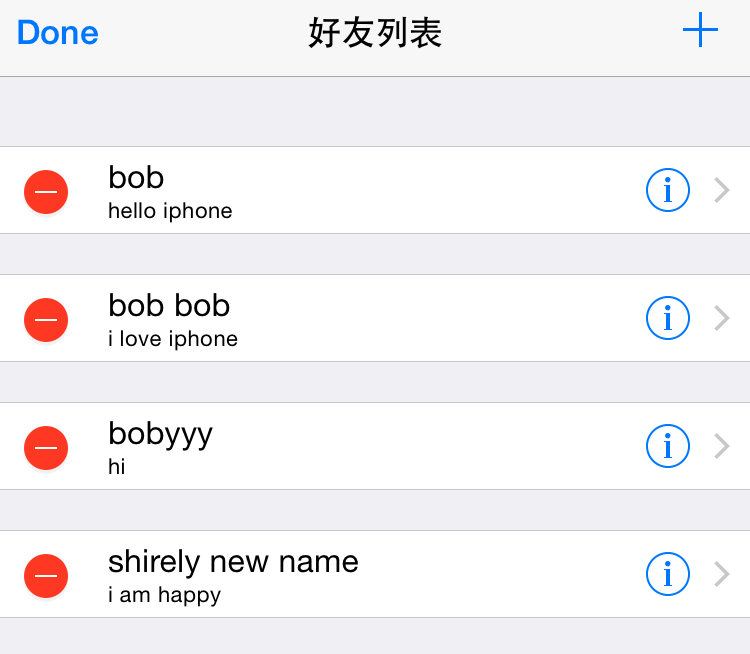 Done 好友列表
bob
hello iphone
bob bob
i love iphone
bobyyy
hi
shirely new name
i am happy